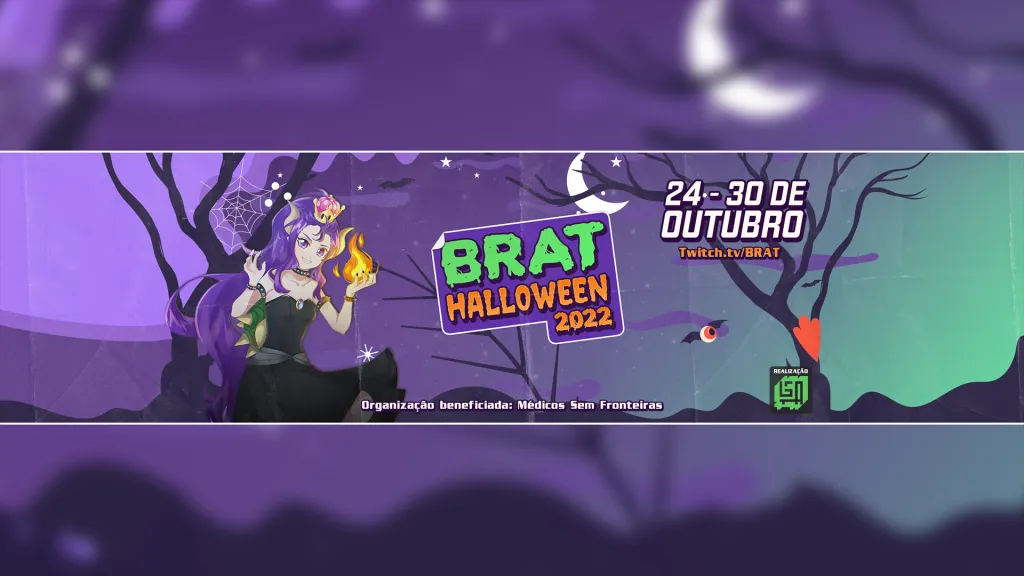 BRAT
HALLOWEEN
2022
24 - 30 DE
OUTUBRO
Twitch.tv/BRAT
REALIZAÇÃO
Organização beneficiada: Médicos Sem Fronteiras